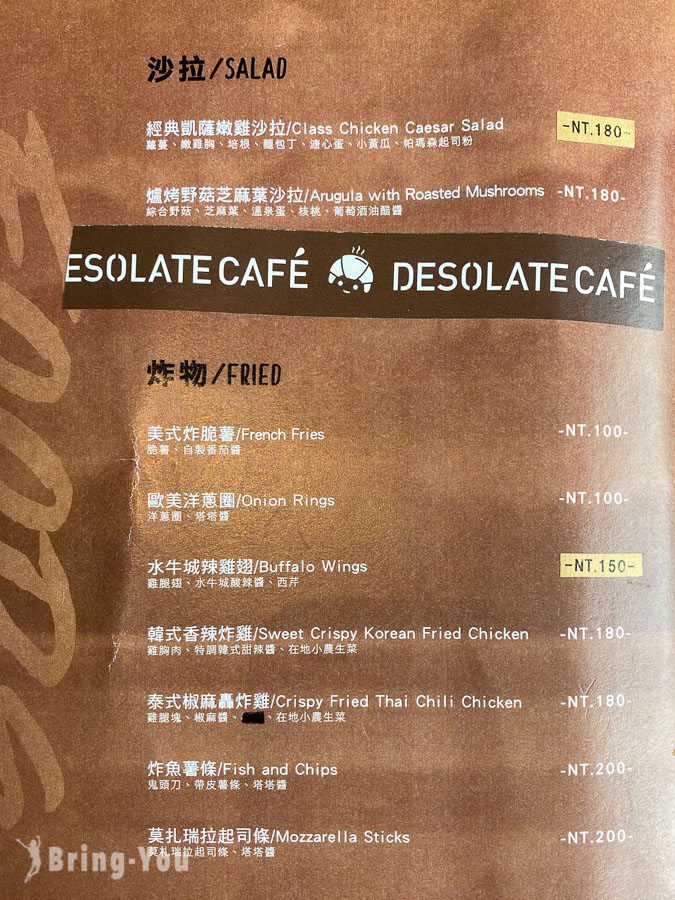 沙拉/SALAD
經典凱薩嫩雞沙拉/Class Chicken Caesar Salad -NT.180-
蘿蔓、嫩雞胸、培根、麵包丁、溏心蛋、小黃瓜、帕瑪森起司粉
爐烤野菇芝麻葉沙拉/Arugula with Roasted Mushrooms -NT.180-
綜合野菇、芝麻葉、溫泉蛋、核桃、葡萄酒油醋醬
ESOLATE CAFÉ DESOLATE CAFÉ
炸物/FRIED
美式炸脆薯/French Fries -NT.100-
脆薯、自製番茄醬
歐美洋蔥圈/Onion Rings -NT.100-
洋蔥圈、塔塔醬
水牛城辣雞翅/Buffalo Wings -NT.150-
雞腿翅、水牛城酸辣醬、西芹
韓式香辣炸雞/Sweet Crispy Korean Fried Chicken -NT.180-
雞胸肉、特調韓式甜辣醬、在地小農生菜
泰式椒麻轟炸雞/Crispy Fried Thai Chili Chicken -NT.180-
雞腿塊、椒麻醬、、在地小農生菜
炸魚薯條/Fish and Chips -NT.200-
鬼頭刀、帶皮薯條、塔塔醬
莫扎瑞拉起司條/Mozzarella Sticks -NT.200-
莫札瑞拉起司條、塔塔醬
Bring-You